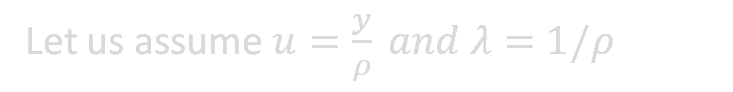 Let us assume u = y/ρ and λ = 1/ρ